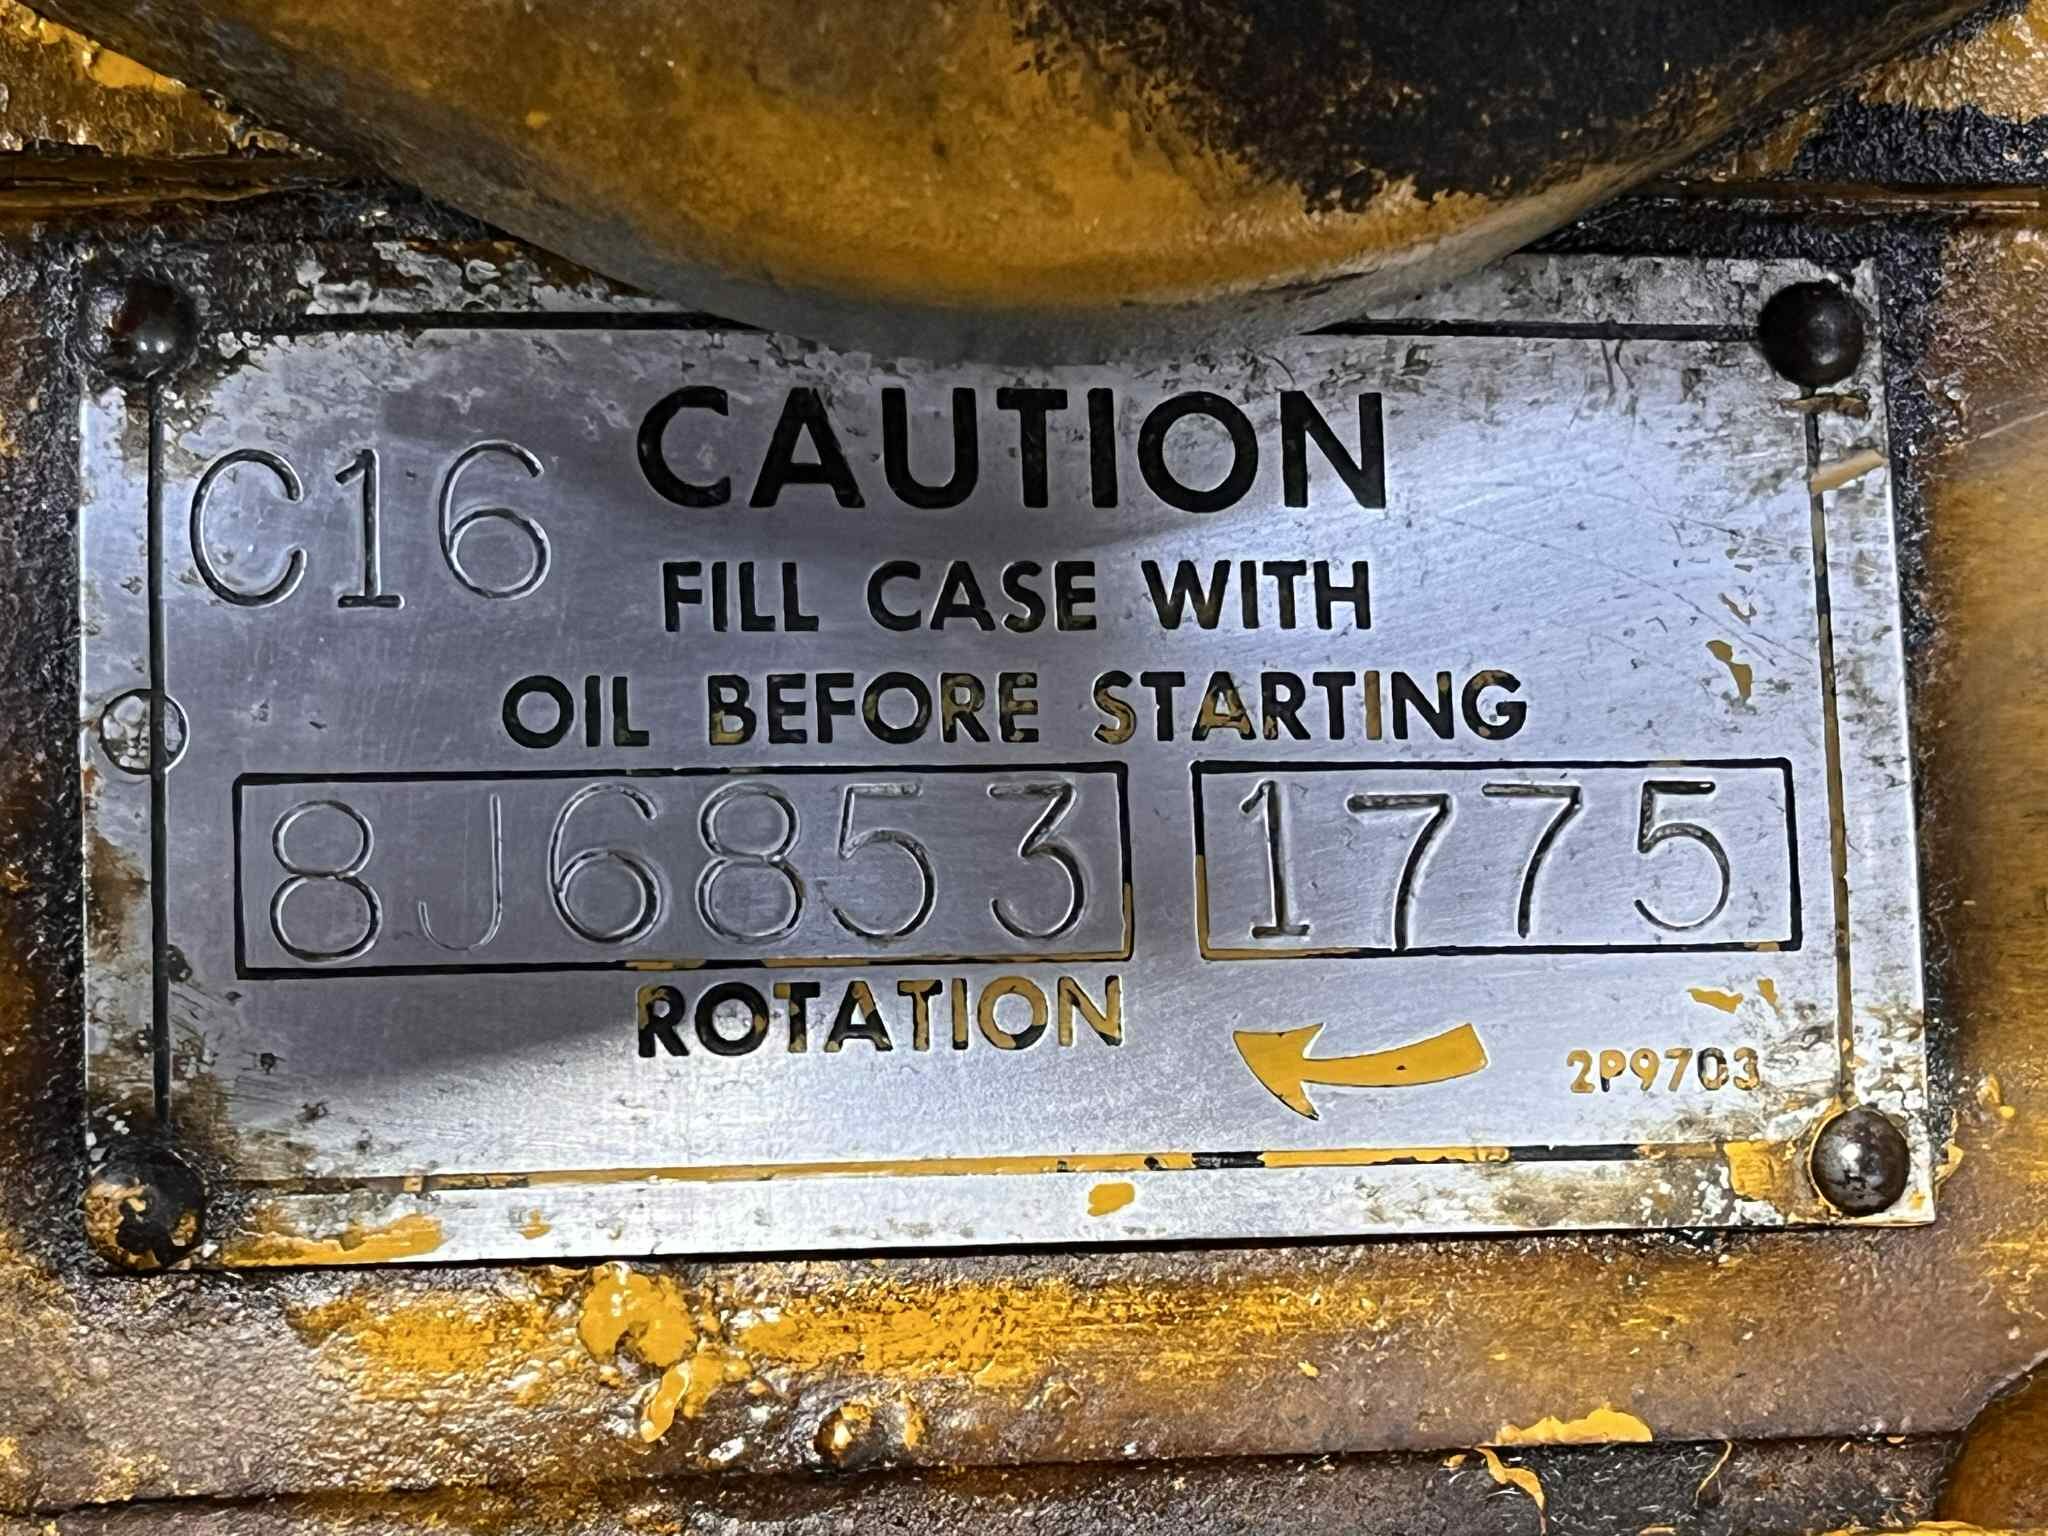 CAUTION
C16
FILL CASE WITH
OIL BEFORE STARTING
8J6853 1775
ROTATION
2P9703